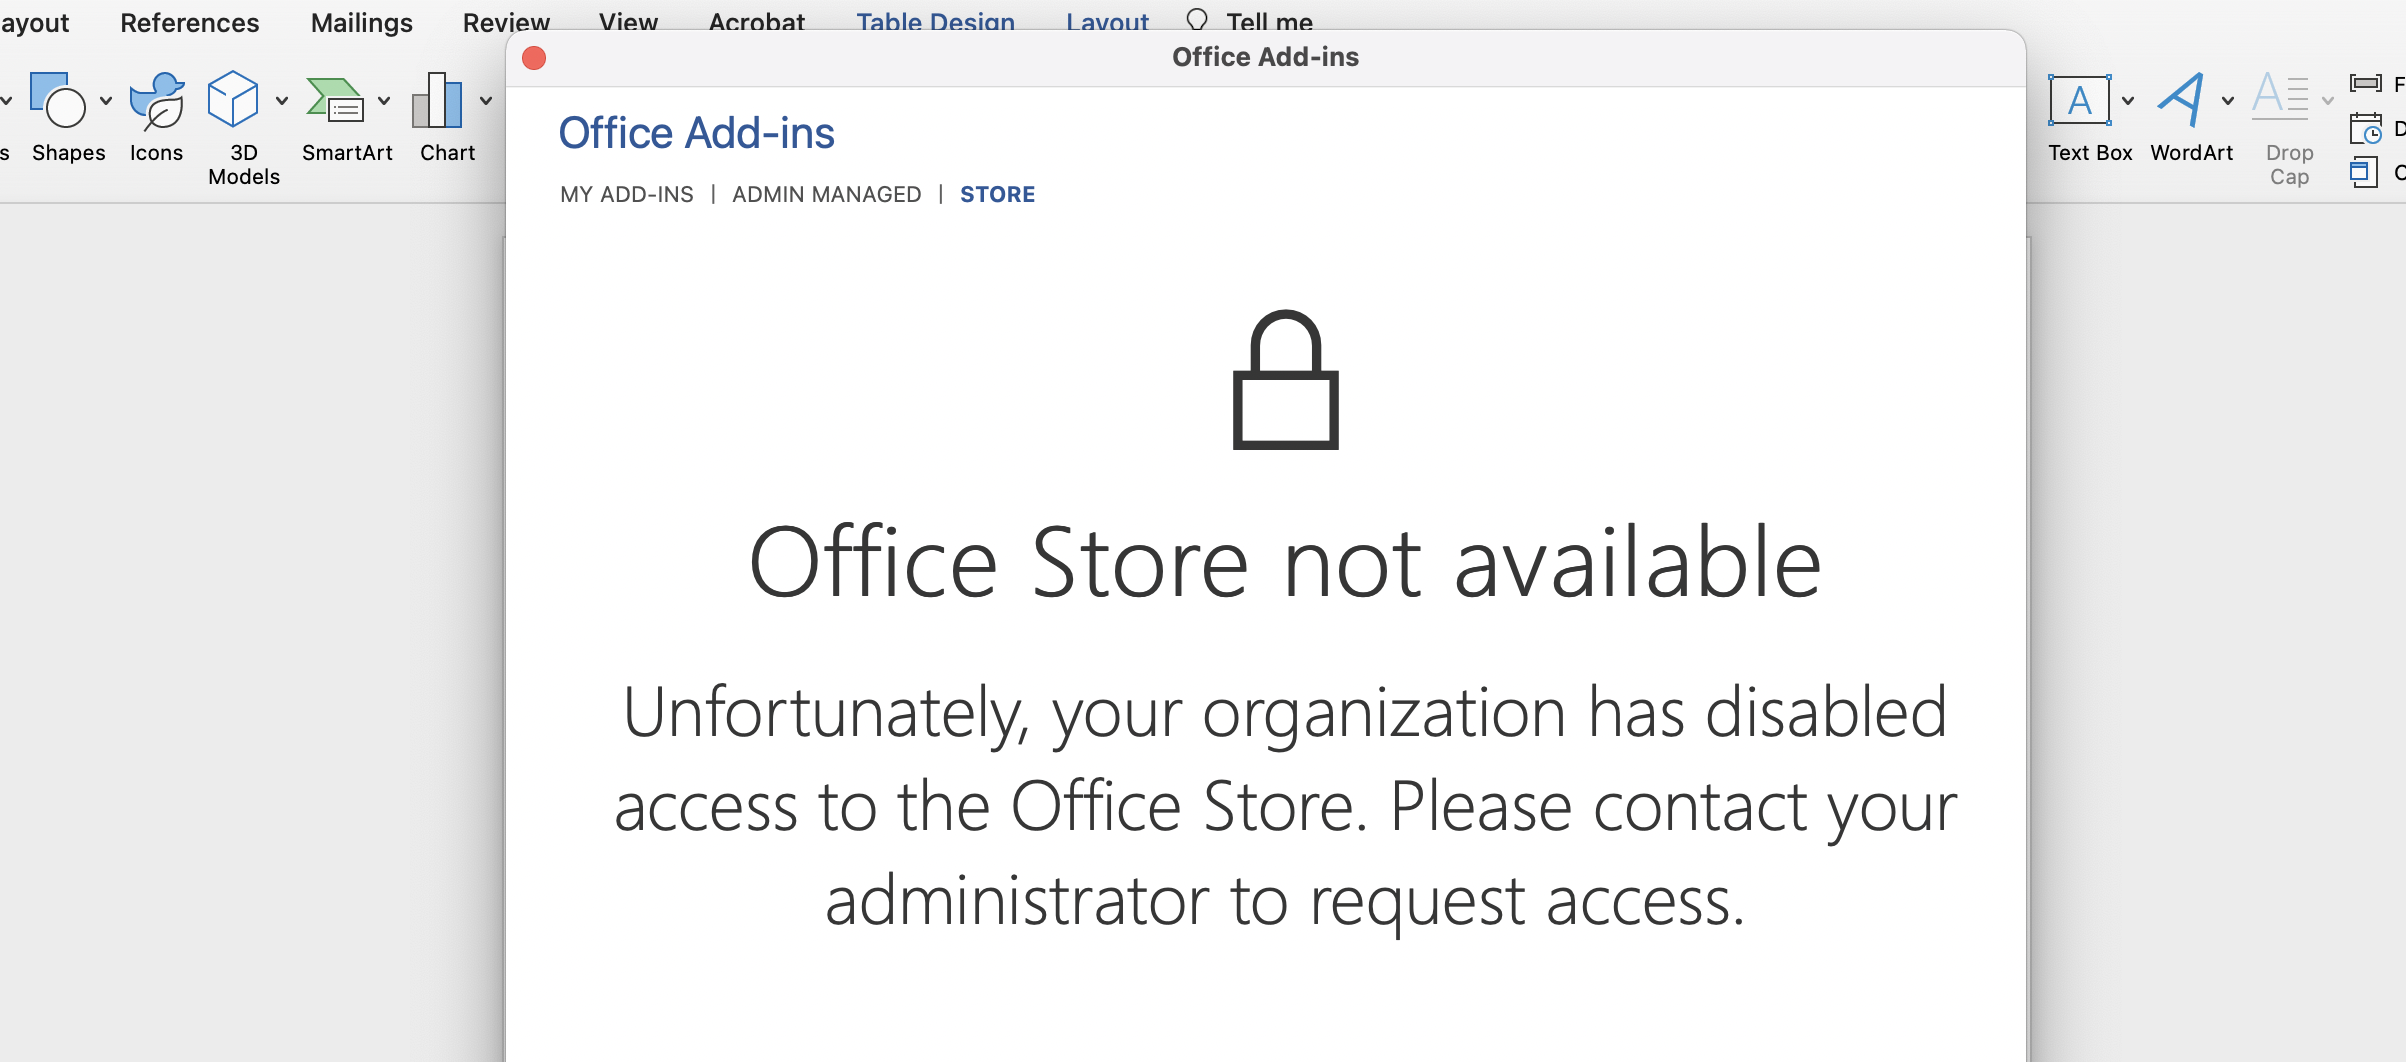 ayout References Mailings Review View Acrobat Table Design Layout Tell me
Office Add-ins
s Shapes Icons 3D Models SmartArt Chart
Text Box WordArt Drop Cap
A A A
F
D
C
Office Add-ins
MY ADD-INS | ADMIN MANAGED | STORE
Office Store not available
Unfortunately, your organization has disabled
access to the Office Store. Please contact your
administrator to request access.